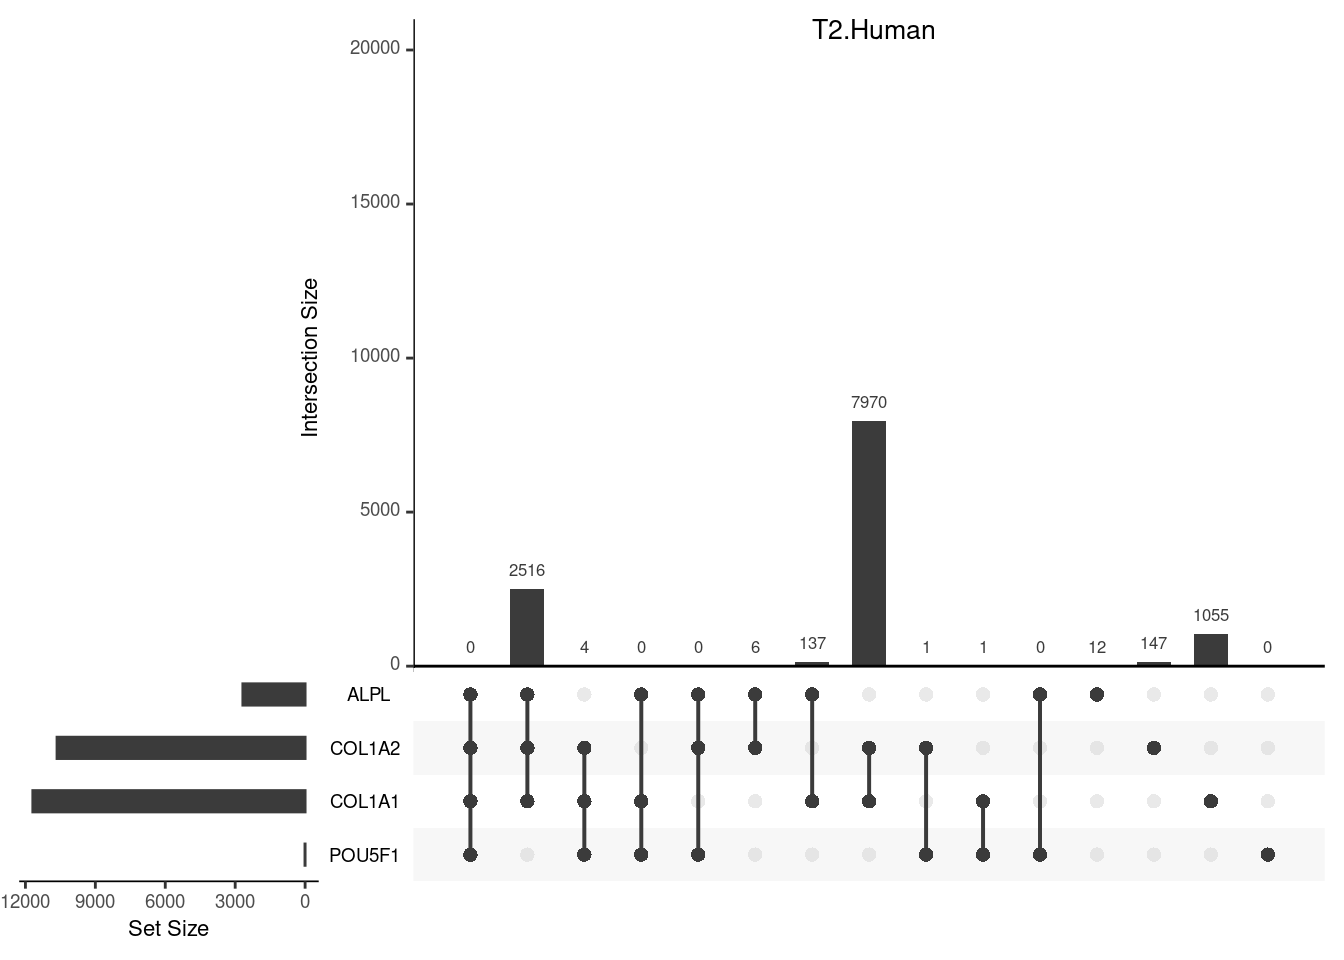 T2.Human
20000
15000
10000
5000
0
Intersection Size
0 2516 4 0 0 6 137 7970 1 1 0 12 147 1055 0
ALPL
COL1A2
COL1A1
POU5F1
12000 9000 6000 3000 0
Set Size